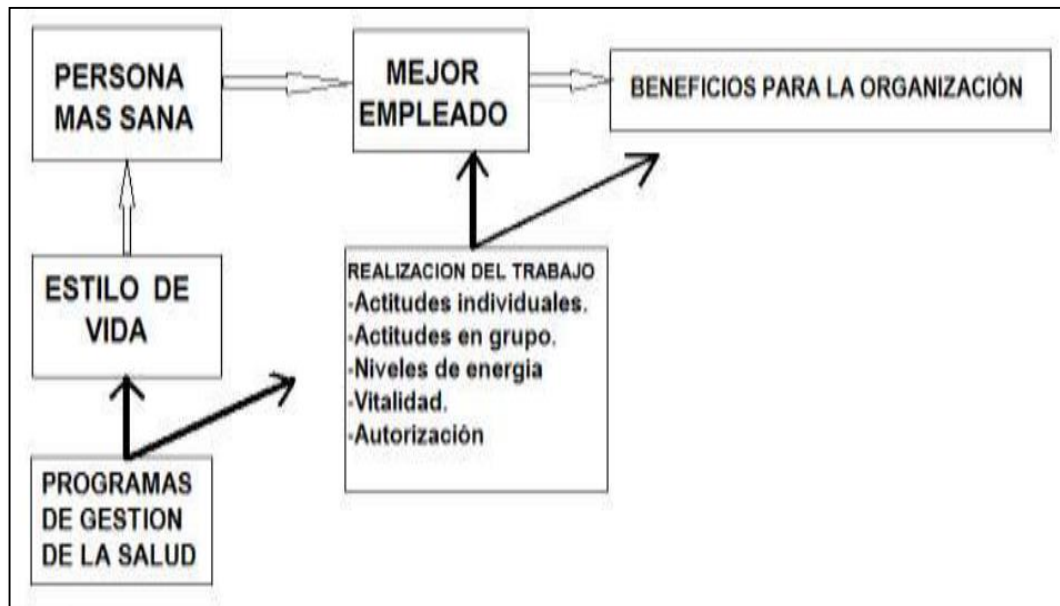 PERSONA
MAS SANA
MEJOR
EMPLEADO
BENEFICIOS PARA LA ORGANIZACIÓN
ESTILO DE
VIDA
REALIZACION DEL TRABAJO
-Actitudes individuales.
-Actitudes en grupo.
-Niveles de energia
-Vitalidad.
-Autorización
PROGRAMAS
DE GESTION
DE LA SALUD